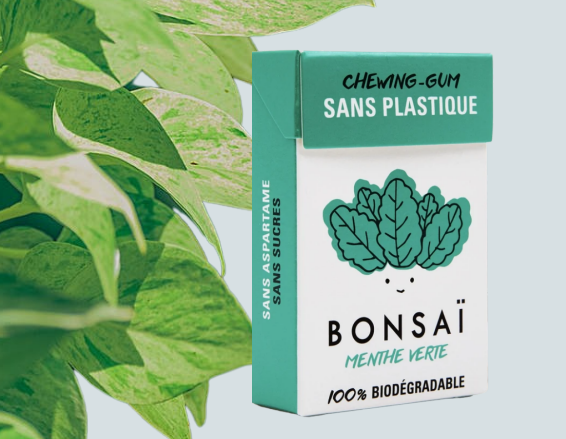 CHEWING-GUM
SANS PLASTIQUE
SANS ASPARTAME
SANS SUCRES
BONSAÏ
MENTHE VERTE
100% BIODÉGRADABLE